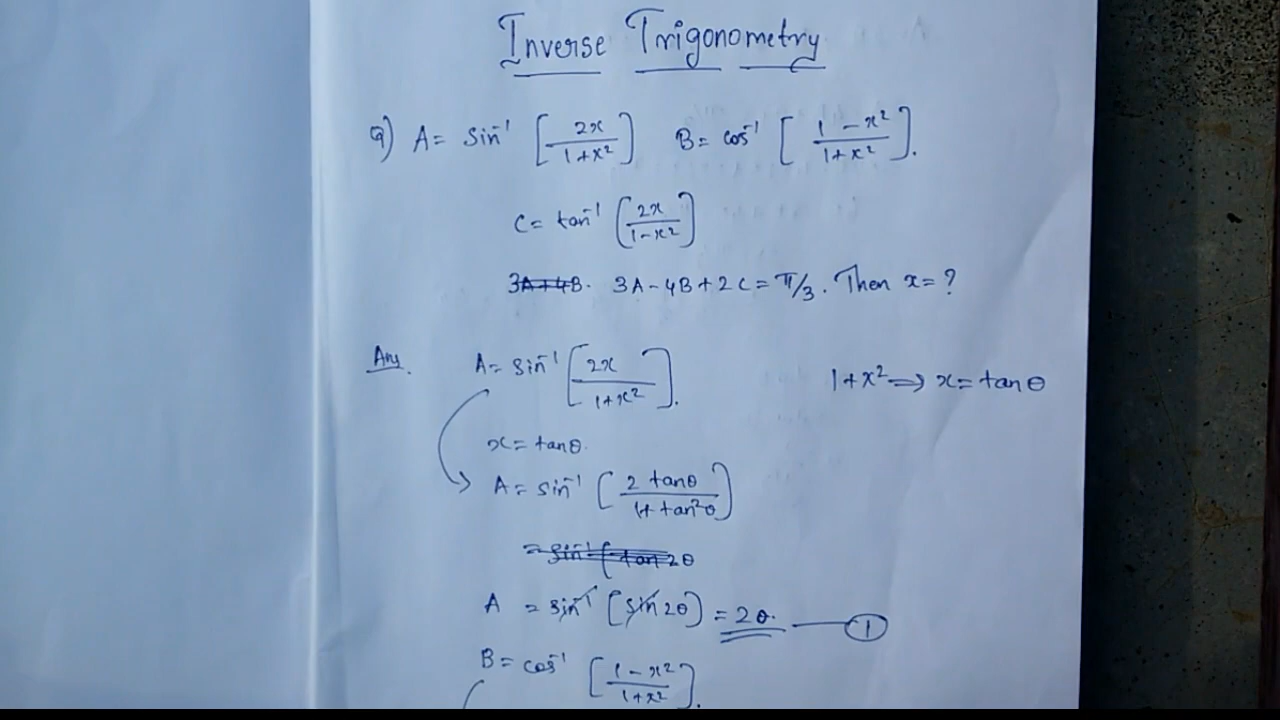 Inverse Trigonometry
Q) A = sin⁻¹ [2x/(1+x²)] B = cos⁻¹ [(1-x²)/(1+x²)].
C = tan⁻¹ [2x/(1-x²)]
3A+4B. 3A-4B+2C = π/3. Then x = ?
Ans. A = sin⁻¹ [2x/(1+x²)]. 1+x² ⟹ x = tanθ
x = tanθ.
A = sin⁻¹ [2 tanθ/(1+tan²θ)]
= sin⁻¹ [tan 2θ
A = sin⁻¹ [sin 2θ] = 2θ. — ①
B = cos⁻¹ [(1-x²)/(1+x²)].